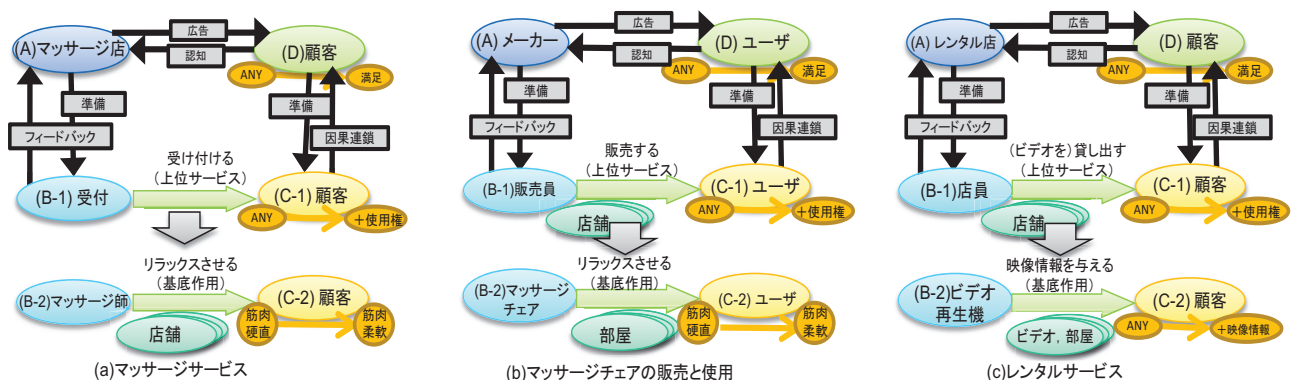 (A)マッサージ店
広告
認知
(D)顧客
ANY
満足
準備
準備
フィードバック
因果連鎖
受け付ける
(上位サービス)
(B-1) 受付
(C-1) 顧客
ANY
＋使用権
リラックスさせる
(基底作用)
(B-2)マッサージ師
(C-2) 顧客
店舗
筋肉
硬直
筋肉
柔軟
(a)マッサージサービス
(A) メーカー
広告
認知
(D) ユーザ
ANY
満足
準備
準備
フィードバック
因果連鎖
販売する
(上位サービス)
(B-1)販売員
(C-1) ユーザ
店舗
ANY
＋使用権
リラックスさせる
(基底作用)
(B-2)マッサージ
チェア
(C-2) ユーザ
部屋
筋肉
硬直
筋肉
柔軟
(b)マッサージチェアの販売と使用
(A) レンタル店
広告
認知
(D) 顧客
ANY
満足
準備
準備
フィードバック
因果連鎖
(ビデオを)貸し出す
(上位サービス)
(B-1)店員
(C-1) 顧客
店舗
ANY
＋使用権
映像情報を与える
(基底作用)
(B-2)ビデオ
再生機
(C-2) 顧客
ビデオ, 部屋
ANY
＋映像情報
(c)レンタルサービス